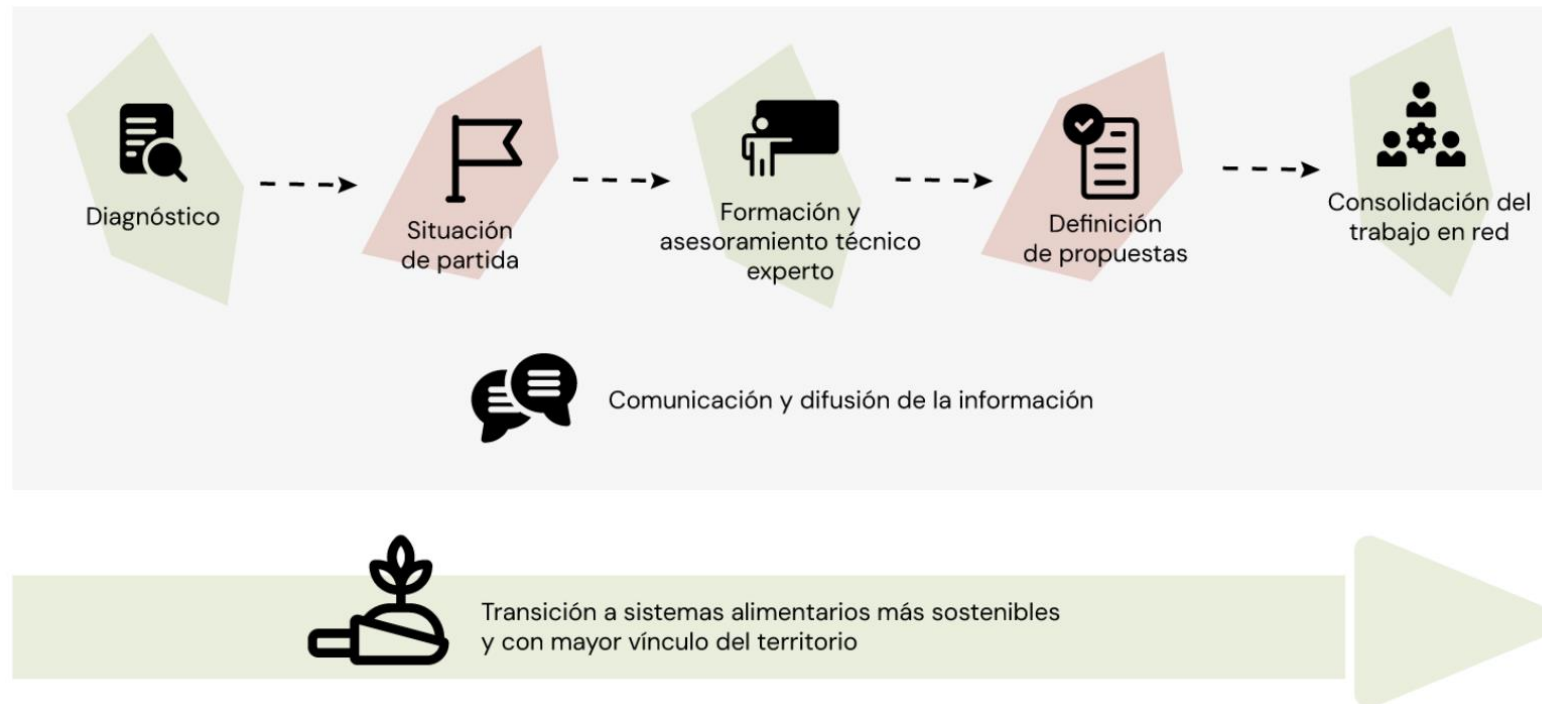 Diagnóstico
Situación
de partida
Formación y
asesoramiento técnico
experto
Definición
de propuestas
Consolidación del
trabajo en red
Comunicación y difusión de la información
Transición a sistemas alimentarios más sostenibles
y con mayor vínculo del territorio